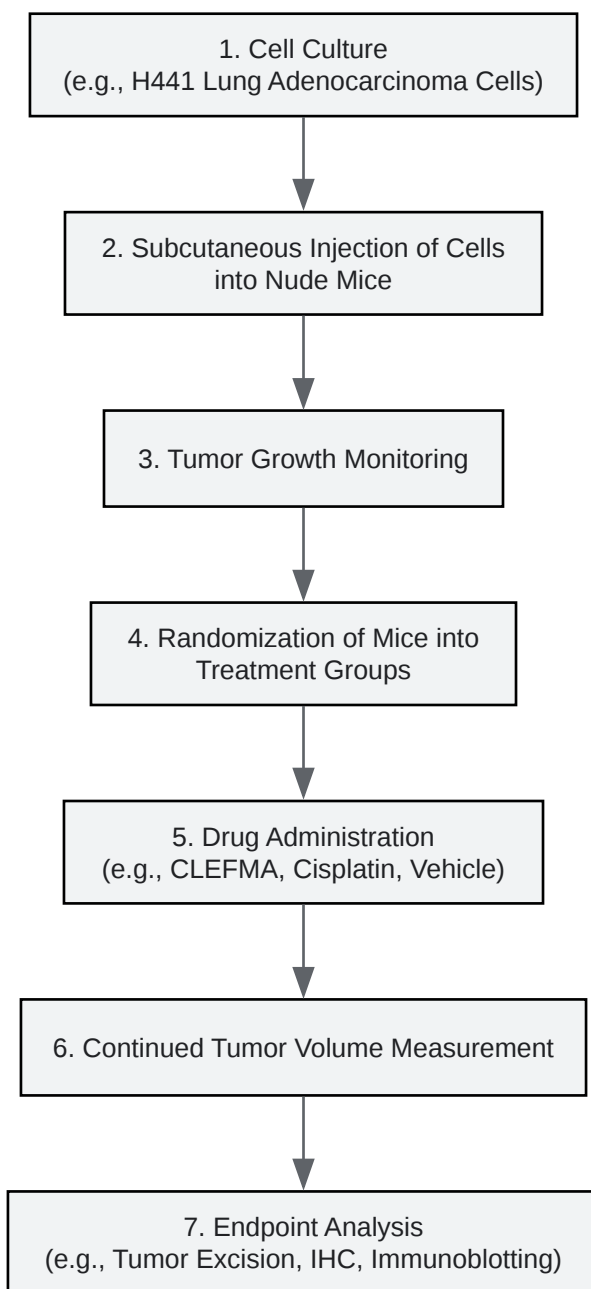 1. Cell Culture
(e.g., H441 Lung Adenocarcinoma Cells)
2. Subcutaneous Injection of Cells
into Nude Mice
3. Tumor Growth Monitoring
4. Randomization of Mice into
Treatment Groups
5. Drug Administration
(e.g., CLEFMA, Cisplatin, Vehicle)
6. Continued Tumor Volume Measurement
7. Endpoint Analysis
(e.g., Tumor Excision, IHC, Immunoblotting)